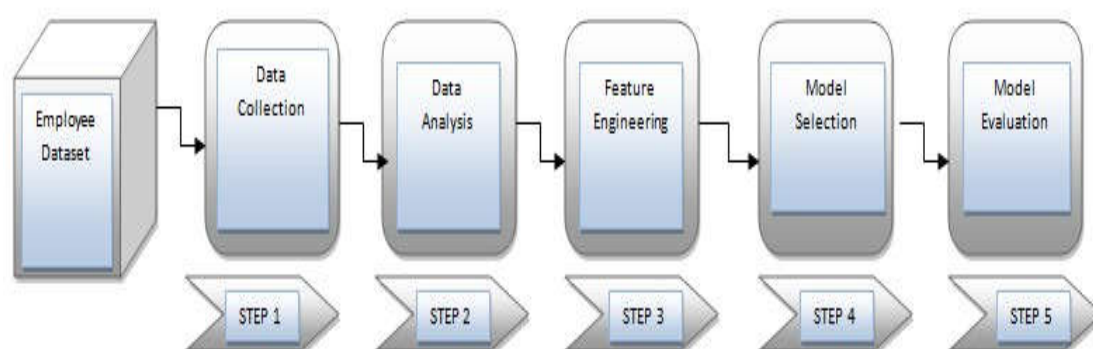 Employee
Dataset
Data
Collection
Data
Analysis
Feature
Engineering
Model
Selection
Model
Evaluation
STEP 1
STEP 2
STEP 3
STEP 4
STEP 5